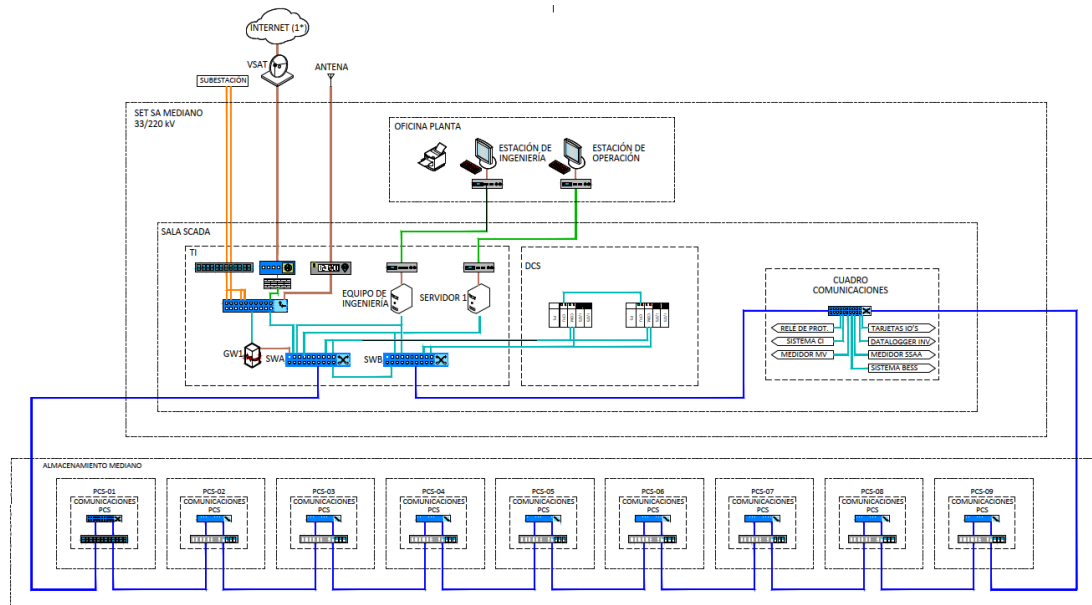 INTERNET (1*)
VSAT
ANTENA
SUBESTACIÓN
SET SA MEDIANO
33/220 kV
OFICINA PLANTA
ESTACIÓN DE
INGENIERÍA
ESTACIÓN DE
OPERACIÓN
SALA SCADA
TI
DCS
EQUIPO DE
INGENIERÍA
SERVIDOR 1
GW1
SWA
SWB
CUADRO
COMUNICACIONES
RELÉ DE PROT.
TARJETAS IO'S
SISTEMA CI
DATALOGGER INV
MEDIDOR MV
MEDIDOR SSAA
SISTEMA BESS
ALMACENAMIENTO MEDIANO
PCS-01
COMUNICACIONES
PCS
PCS-02
COMUNICACIONES
PCS
PCS-03
COMUNICACIONES
PCS
PCS-04
COMUNICACIONES
PCS
PCS-05
COMUNICACIONES
PCS
PCS-06
COMUNICACIONES
PCS
PCS-07
COMUNICACIONES
PCS
PCS-08
COMUNICACIONES
PCS
PCS-09
COMUNICACIONES
PCS